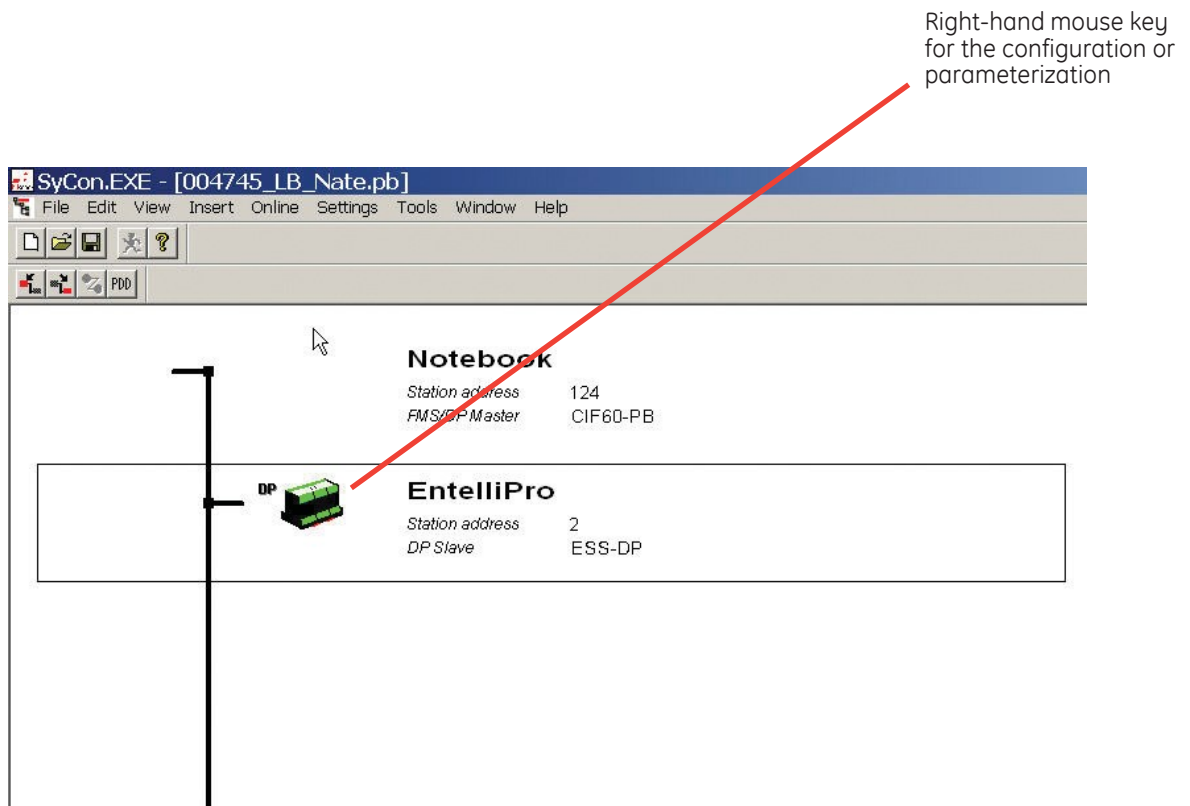 Right-hand mouse key
for the configuration or
parameterization
SyCon.EXE - [004745_LB_Nate.pb]
File Edit View Insert Online Settings Tools Window Help
PDD
Notebook
Station address 124
FMS/DP Master CIF60-PB
DP
EntelliPro
Station address 2
DP Slave ESS-DP